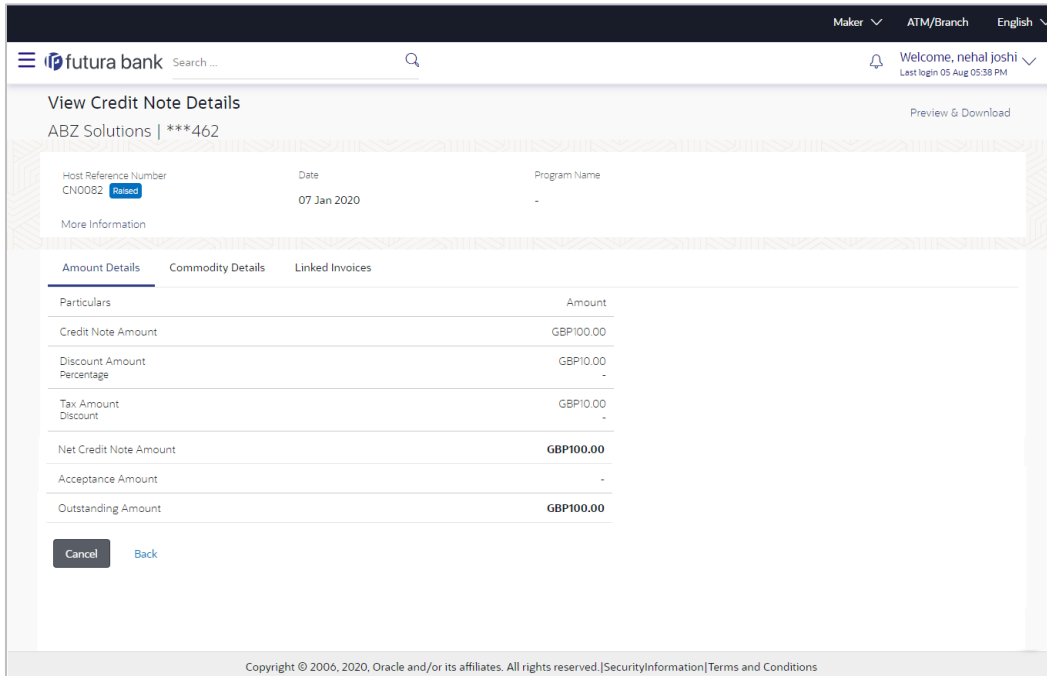 Maker ATM/Branch English
futura bank Search ... Welcome, nehal joshi
Last login 05 Aug 05:38 PM
View Credit Note Details
Preview & Download
ABZ Solutions | ***462
Host Reference Number Date Program Name
CN0082 Raised 07 Jan 2020 -
More Information
Amount Details Commodity Details Linked Invoices
Particulars Amount
Credit Note Amount GBP100.00
Discount Amount GBP10.00
Percentage -
Tax Amount GBP10.00
Discount -
Net Credit Note Amount GBP100.00
Acceptance Amount -
Outstanding Amount GBP100.00
Cancel Back
Copyright © 2006, 2020, Oracle and/or its affiliates. All rights reserved.|SecurityInformation|Terms and Conditions